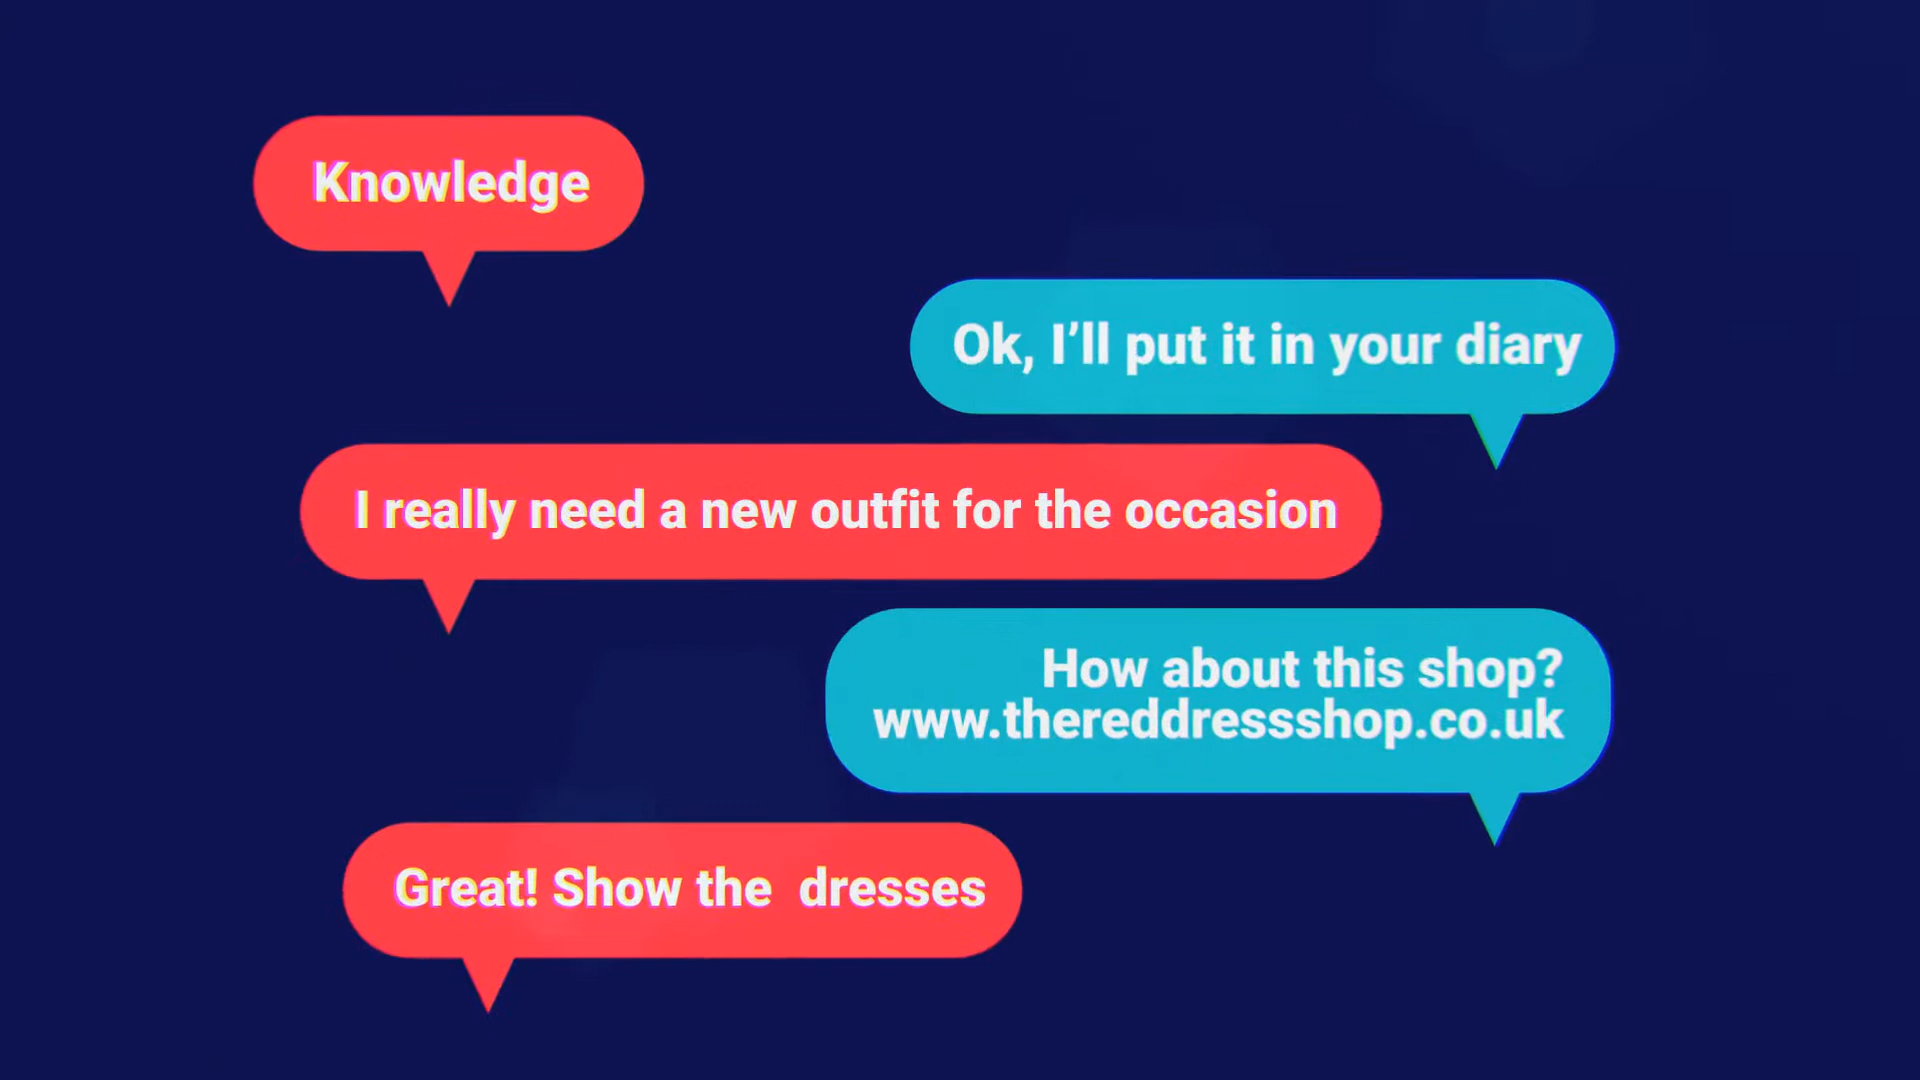 Knowledge
Ok, I’ll put it in your diary
I really need a new outfit for the occasion
How about this shop?
www.thereddressshop.co.uk
Great! Show the  dresses